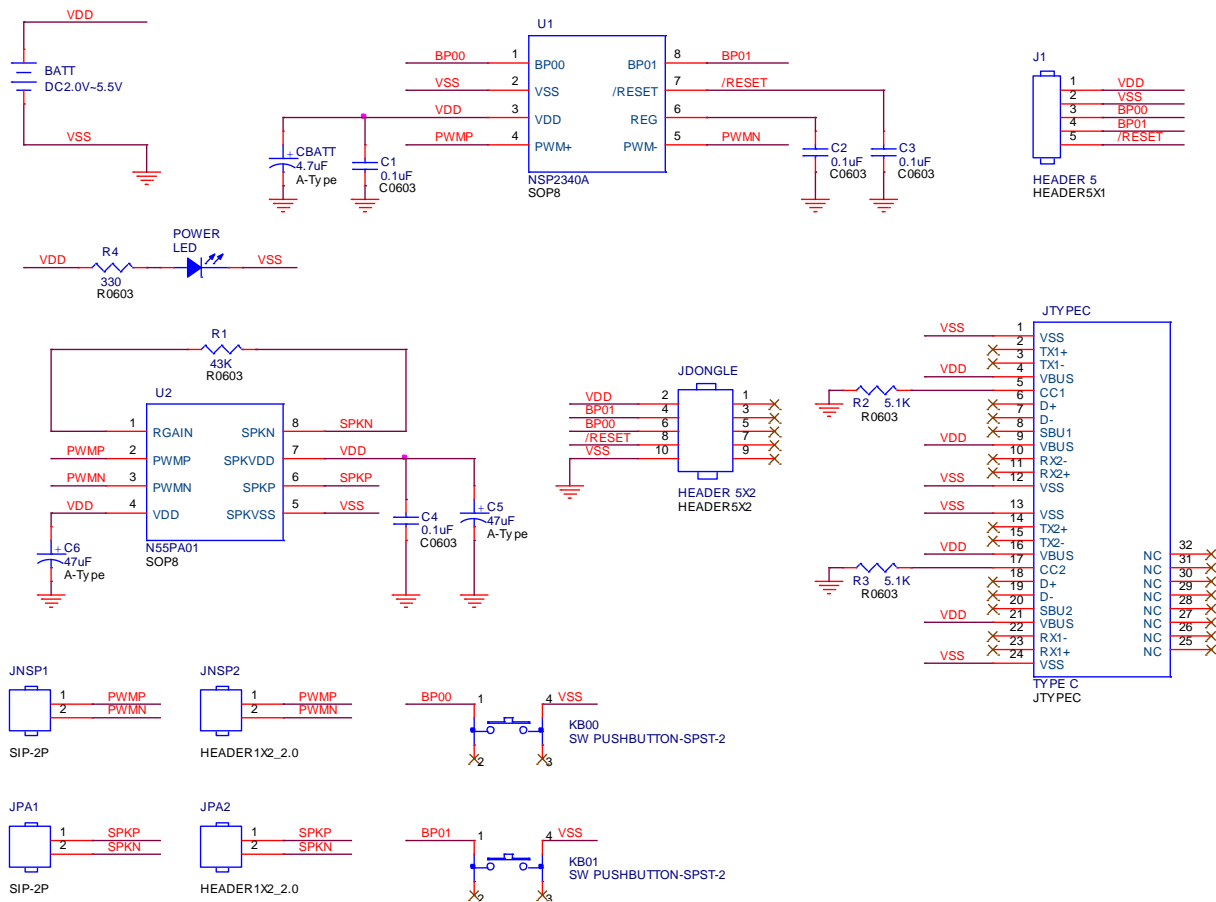 VDD
BATT
DC2.0V~5.5V
VSS
U1
BP00 1 BP00 BP01 8 BP01
VSS 2 VSS /RESET 7 /RESET
VDD 3 VDD REG 6
PWMP 4 PWM+ PWM- 5 PWMN
NSP2340A
SOP8
CBATT
4.7uF
A-Type
C1
0.1uF
C0603
C2
0.1uF
C0603
C3
0.1uF
C0603
J1
1 VDD
2 VSS
3 BP00
4 BP01
5 /RESET
HEADER 5
HEADER5X1
POWER
LED
VDD R4 VSS
330
R0603
R1
43K
R0603
U2
1 RGAIN SPKN 8 SPKN
PWMP 2 PWMP SPKVDD 7 VDD
PWMN 3 PWMN SPKP 6 SPKP
VDD 4 VDD SPKVSS 5 VSS
N55PA01
SOP8
C6
47uF
A-Type
C4
0.1uF
C0603
C5
47uF
A-Type
JDONGLE
VDD 2 1
BP01 4 3
BP00 6 5
/RESET 8 7
VSS 10 9
HEADER 5X2
HEADER5X2
JTYPEC
VSS 1 VSS
2 TX1+
3 TX1-
VDD 4 VBUS
5 CC1
R2 5.1K
R0603
6 D+
7 D-
8 SBU1
VDD 9 VBUS
10 RX2-
11 RX2+
VSS 12 VSS
VSS 13 VSS
14 TX2+
15 TX2-
VDD 16 VBUS NC 32
17 CC2 NC 31
R3 5.1K
R0603
18 D+ NC 30
19 D- NC 29
20 SBU2 NC 28
VDD 21 VBUS NC 27
22 RX1- NC 26
23 RX1+ NC 25
VSS 24 VSS
TYPE C
JTYPEC
JNSP1
1 PWMP
2 PWMN
SIP-2P
JNSP2
1 PWMP
2 PWMN
HEADER1X2_2.0
BP00 1 4 VSS
KB00
SW PUSHBUTTON-SPST-2
2 3
JPA1
1 SPKP
2 SPKN
SIP-2P
JPA2
1 SPKP
2 SPKN
HEADER1X2_2.0
BP01 1 4 VSS
KB01
SW PUSHBUTTON-SPST-2
2 3